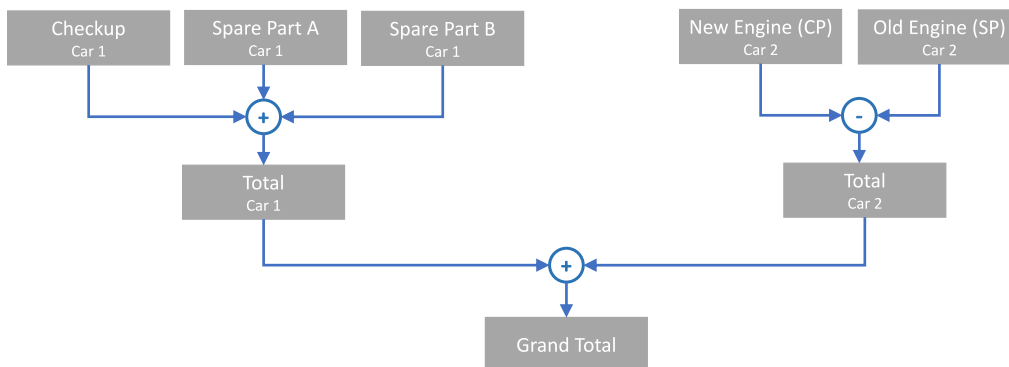 Checkup
Car 1
Spare Part A
Car 1
Spare Part B
Car 1
New Engine (CP)
Car 2
Old Engine (SP)
Car 2
+
-
Total
Car 1
Total
Car 2
+
Grand Total